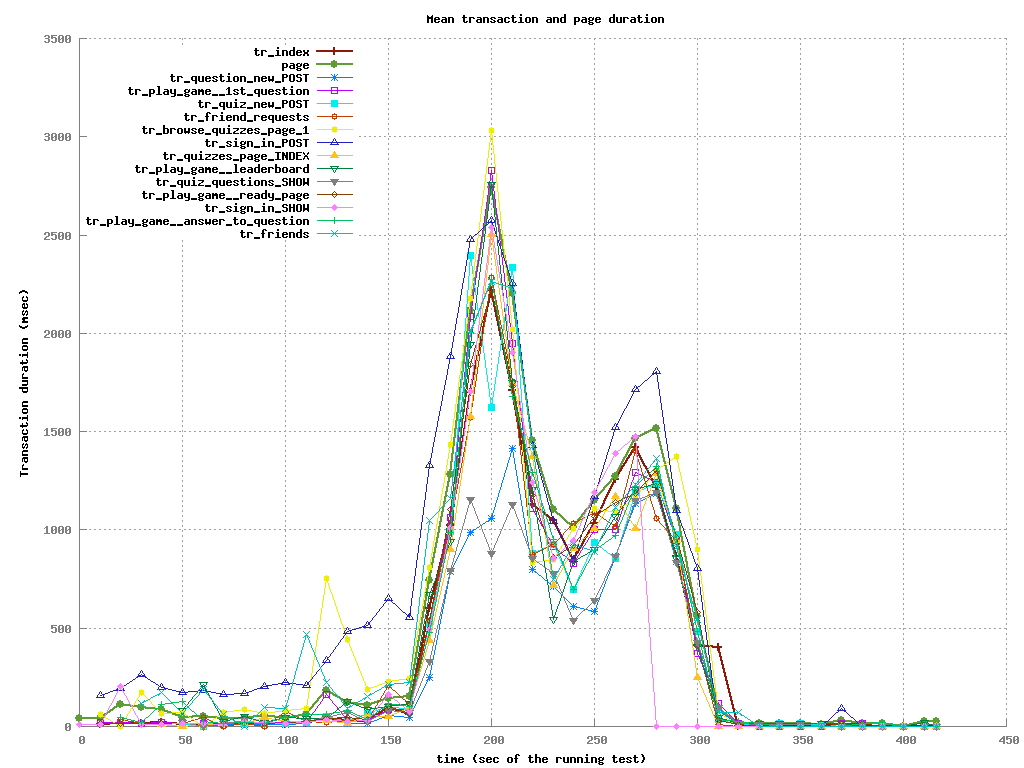 Mean transaction and page duration
3500
3000
2500
2000
1500
1000
500
0
Transaction duration (msec)
tr_index
page
tr_question_new_POST
tr_play_game__1st_question
tr_quiz_new_POST
tr_friend_requests
tr_browse_quizzes_page_1
tr_sign_in_POST
tr_quizzes_page_INDEX
tr_play_game__leaderboard
tr_quiz_questions_SHOW
tr_play_game__ready_page
tr_sign_in_SHOW
tr_play_game__answer_to_question
tr_friends
0 50 100 150 200 250 300 350 400 450
time (sec of the running test)